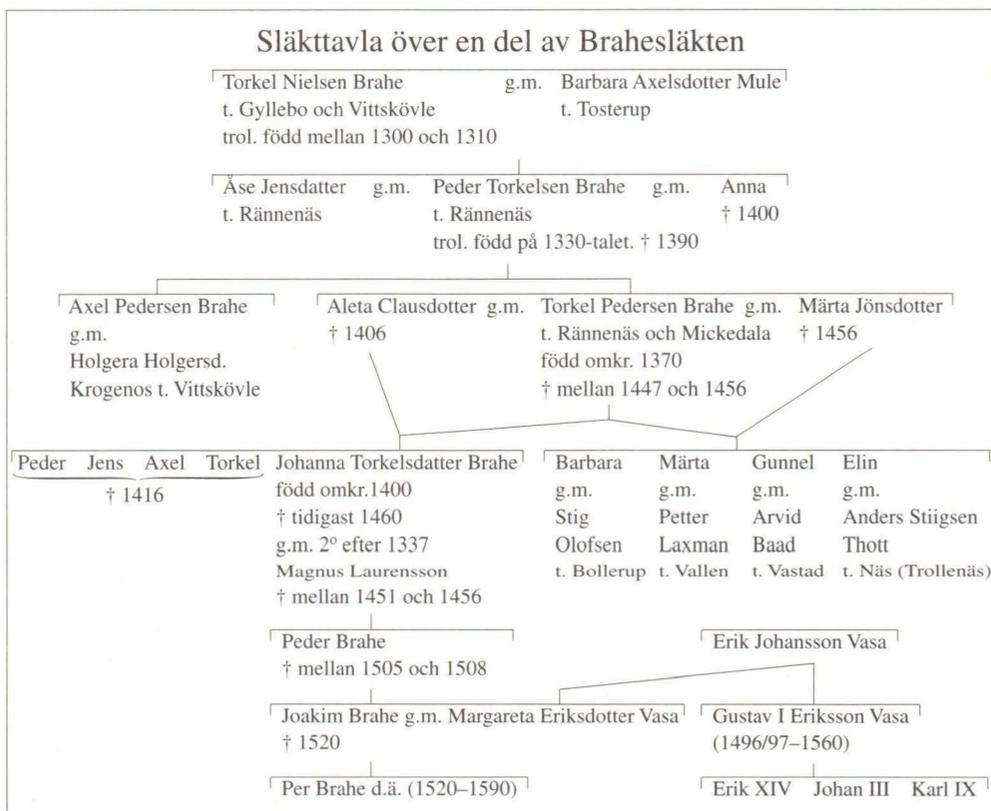 Släkttavla över en del av Brahesläkten
Torkel Nielsen Brahe g.m. Barbara Axelsdotter Mule
t. Gyllebo och Vittskövle t. Tosterup
trol. född mellan 1300 och 1310
Åse Jensdatter g.m. Peder Torkelsen Brahe g.m. Anna
t. Rännenäs t. Rännenäs † 1400
trol. född på 1330-talet. † 1390
Axel Pedersen Brahe
g.m.
Holgera Holgersd.
Krogenos t. Vittskövle
Aleta Clausdotter g.m. Torkel Pedersen Brahe g.m. Märta Jönsdotter
† 1406 t. Rännenäs och Mickedala † 1456
född omkr. 1370
† mellan 1447 och 1456
Peder Jens Axel Torkel
† 1416
Johanna Torkelsdatter Brahe
född omkr.1400
† tidigast 1460
g.m. 2º efter 1337
Magnus Laurensson
† mellan 1451 och 1456
Barbara Märta Gunnel Elin
g.m. g.m. g.m. g.m.
Stig Petter Arvid Anders Stiigsen
Olofsen Laxman Baad Thott
t. Bollerup t. Vallen t. Vastad t. Näs (Trollenäs)
Peder Brahe
† mellan 1505 och 1508
Erik Johansson Vasa
Joakim Brahe g.m. Margareta Eriksdotter Vasa
† 1520
Gustav I Eriksson Vasa
(1496/97–1560)
Per Brahe d.ä. (1520–1590)
Erik XIV Johan III Karl IX